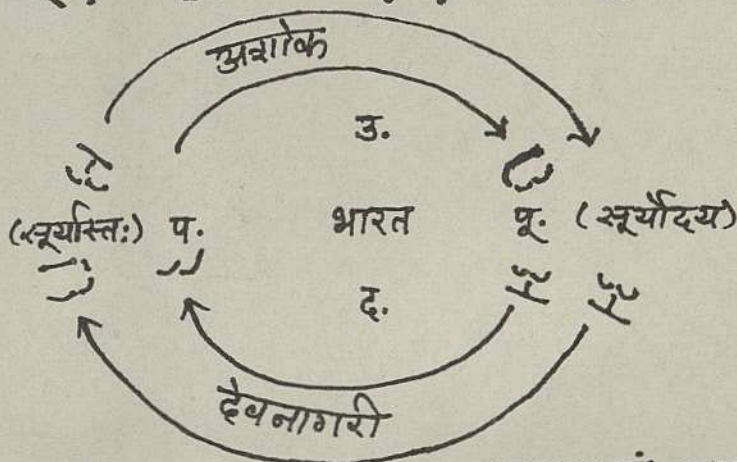 अशोक
उ.
(सूर्यास्तः) प. भारत पू. (सूर्योदय)
द.
देवनागरी